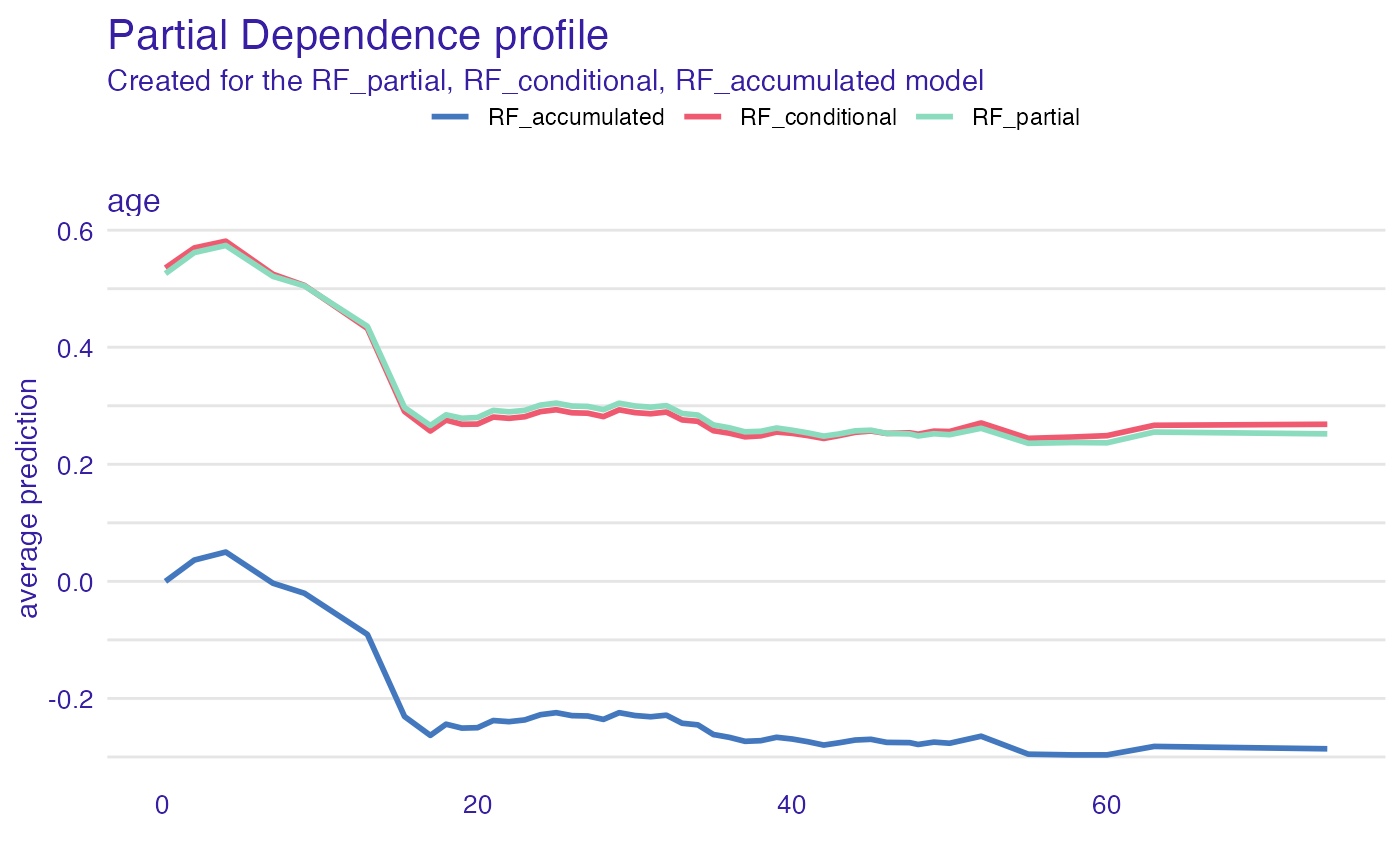 Partial Dependence profile
Created for the RF_partial, RF_conditional, RF_accumulated model
RF_accumulated RF_conditional RF_partial
age
0.6
0.4
0.2
0.0
-0.2
average prediction
0 20 40 60